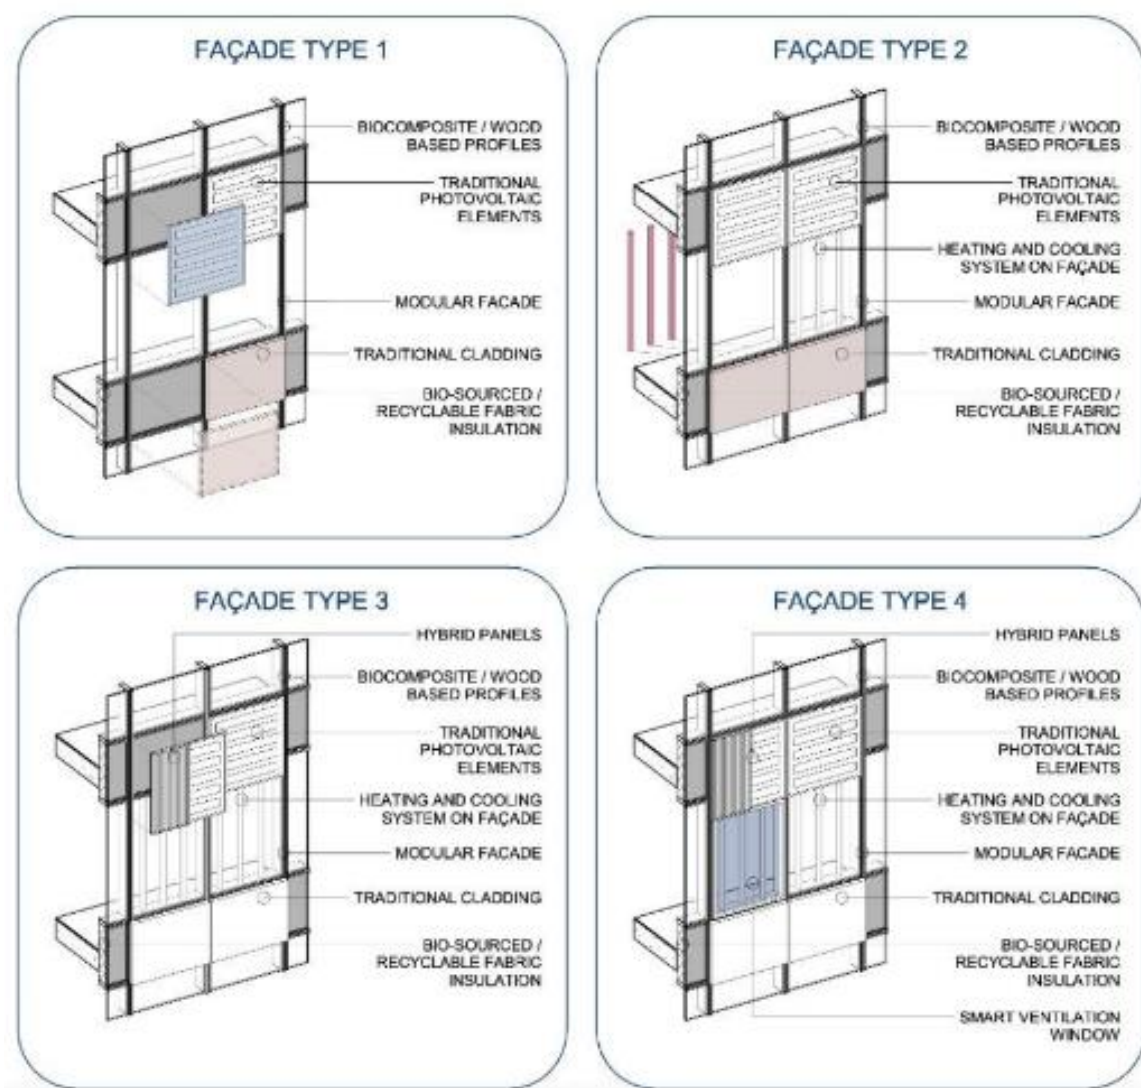 FAÇADE TYPE 1
BIOCOMPOSITE / WOOD
BASED PROFILES
TRADITIONAL
PHOTOVOLTAIC
ELEMENTS
MODULAR FACADE
TRADITIONAL CLADDING
BIO-SOURCED /
RECYCLABLE FABRIC
INSULATION
FAÇADE TYPE 2
BIOCOMPOSITE / WOOD
BASED PROFILES
TRADITIONAL
PHOTOVOLTAIC
ELEMENTS
HEATING AND COOLING
SYSTEM ON FAÇADE
MODULAR FACADE
TRADITIONAL CLADDING
BIO-SOURCED /
RECYCLABLE FABRIC
INSULATION
FAÇADE TYPE 3
HYBRID PANELS
BIOCOMPOSITE / WOOD
BASED PROFILES
TRADITIONAL
PHOTOVOLTAIC
ELEMENTS
HEATING AND COOLING
SYSTEM ON FAÇADE
MODULAR FACADE
TRADITIONAL CLADDING
BIO-SOURCED /
RECYCLABLE FABRIC
INSULATION
FAÇADE TYPE 4
HYBRID PANELS
BIOCOMPOSITE / WOOD
BASED PROFILES
TRADITIONAL
PHOTOVOLTAIC
ELEMENTS
HEATING AND COOLING
SYSTEM ON FAÇADE
MODULAR FACADE
TRADITIONAL CLADDING
BIO-SOURCED /
RECYCLABLE FABRIC
INSULATION
SMART VENTILATION
WINDOW